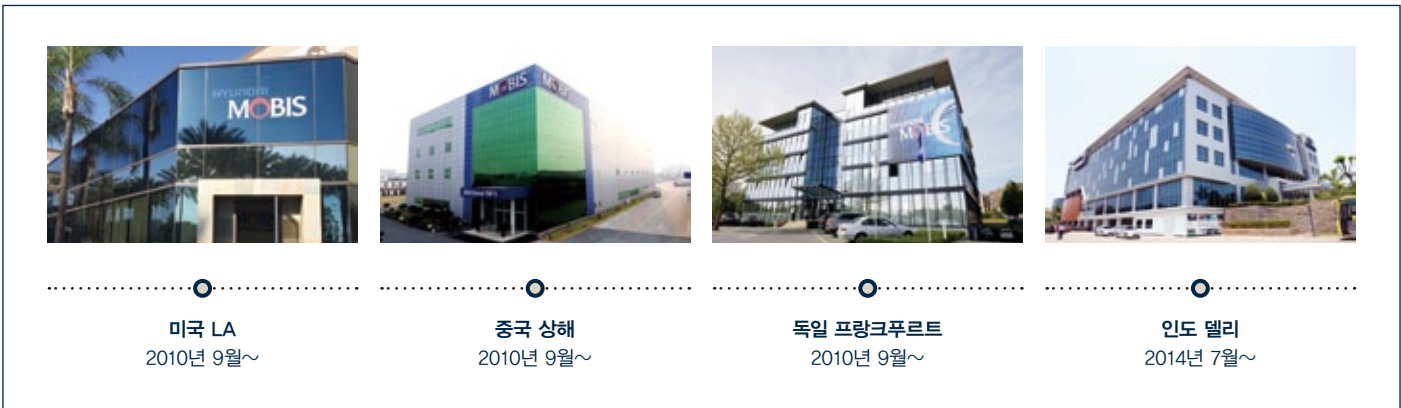 HYUNDAI
MOBIS
MOBIS
MOBIS
MOBIS
미국 LA
2010년 9월~
중국 상해
2010년 9월~
독일 프랑크푸르트
2010년 9월~
인도 델리
2014년 7월~